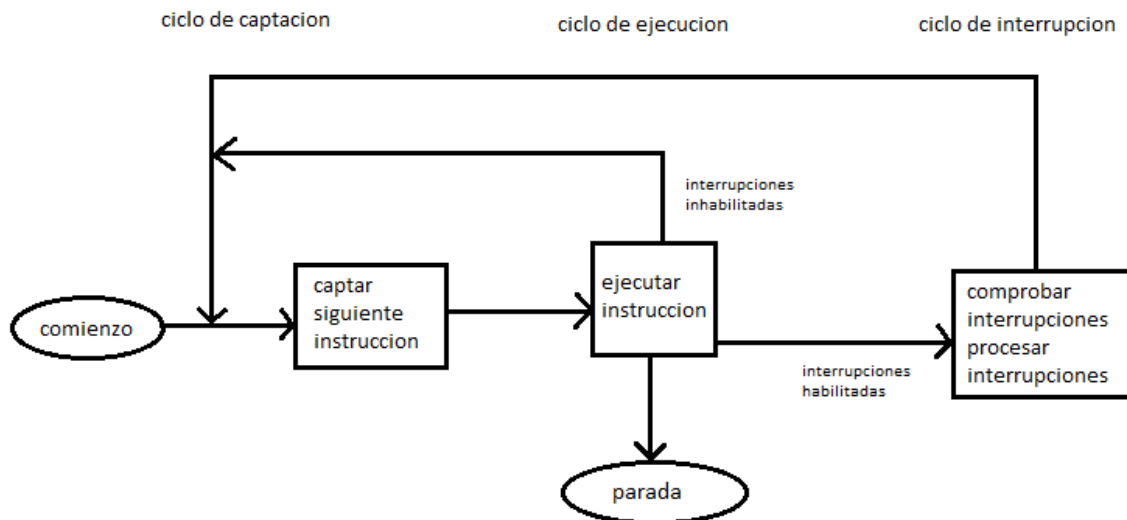 ciclo de captacion
ciclo de ejecucion
ciclo de interrupcion
interrupciones
inhabilitadas
comienzo
captar
siguiente
instruccion
ejecutar
instruccion
comprobar
interrupciones
procesar
interrupciones
interrupciones
habilitadas
parada